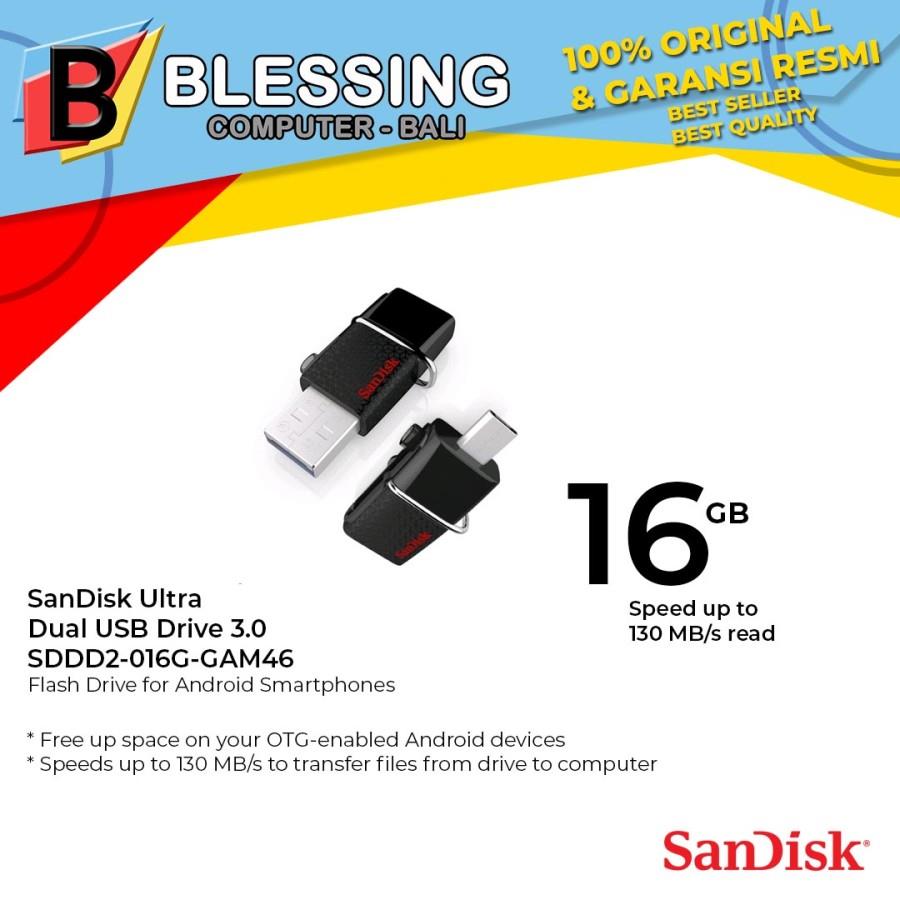 B
BLESSING
COMPUTER - BALI
100% ORIGINAL
& GARANSI RESMI
BEST SELLER
BEST QUALITY
SanDisk
SanDisk
16 GB
Speed up to
130 MB/s read
SanDisk Ultra
Dual USB Drive 3.0
SDDD2-016G-GAM46
Flash Drive for Android Smartphones
* Free up space on your OTG-enabled Android devices
* Speeds up to 130 MB/s to transfer files from drive to computer
SanDisk®